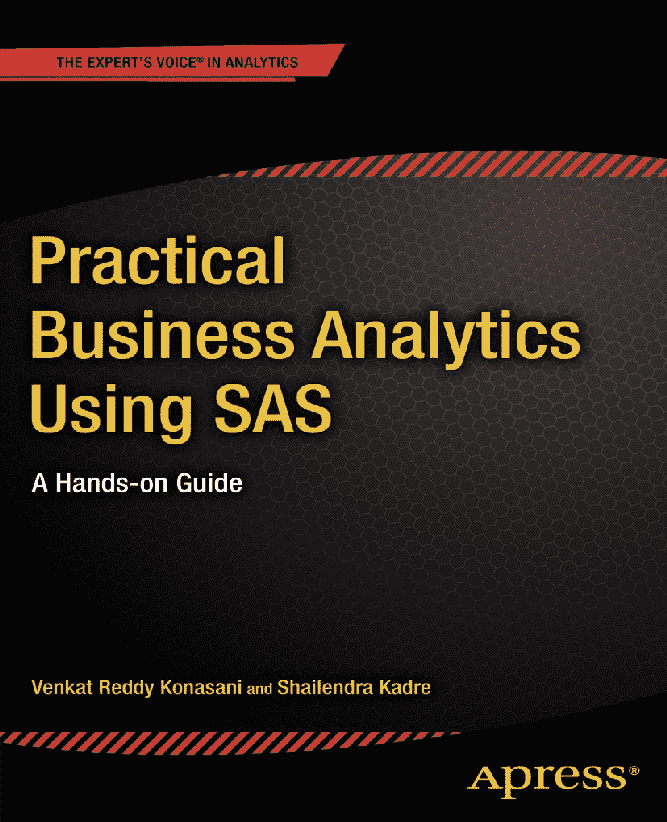 THE EXPERT'S VOICE® IN ANALYTICS
Practical
Business Analytics
Using SAS
A Hands-on Guide
Venkat Reddy Konasani and Shailendra Kadre
Apress®